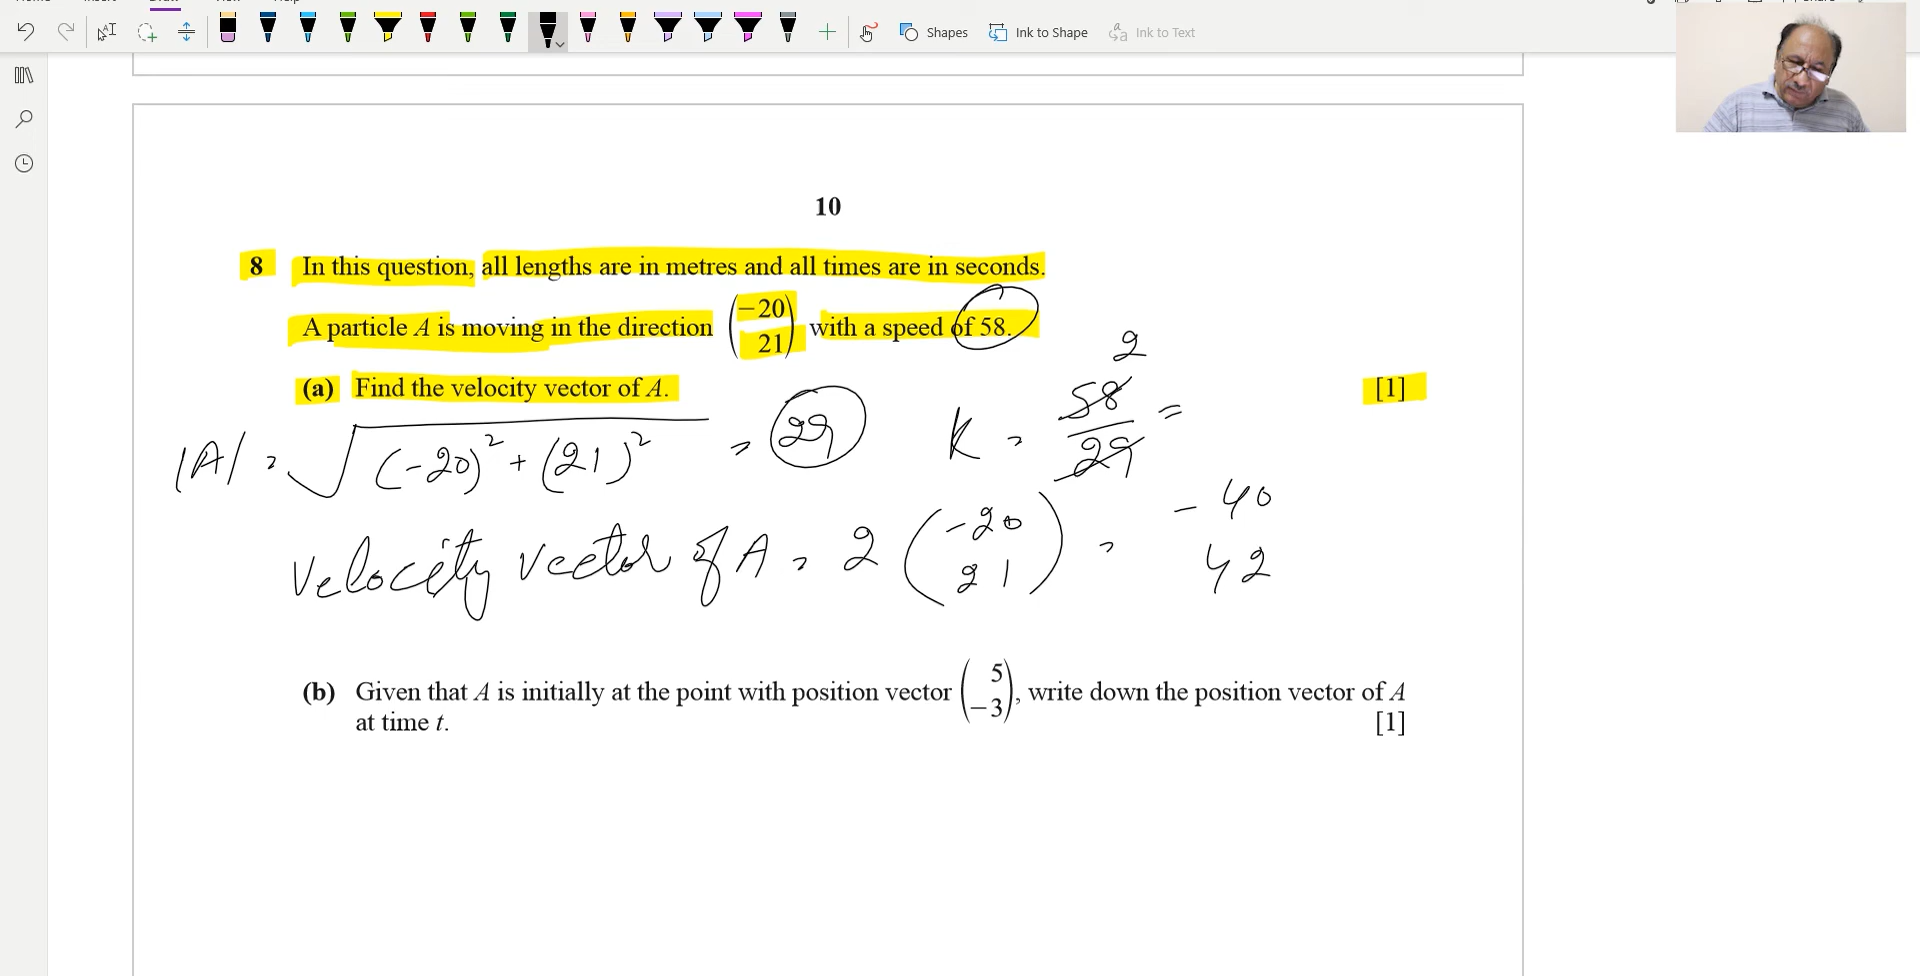 Shapes
Ink to Shape
Ink to Text
10
8 In this question, all lengths are in metres and all times are in seconds.
A particle A is moving in the direction (−20 21) with a speed of 58.
(a) Find the velocity vector of A. [1]
|A| = √(-20)² + (21)² = 29 K = 58/29 = 2
Velocity vector of A = 2 (-20 21) = -40 42
(b) Given that A is initially at the point with position vector (5 −3), write down the position vector of A
at time t. [1]